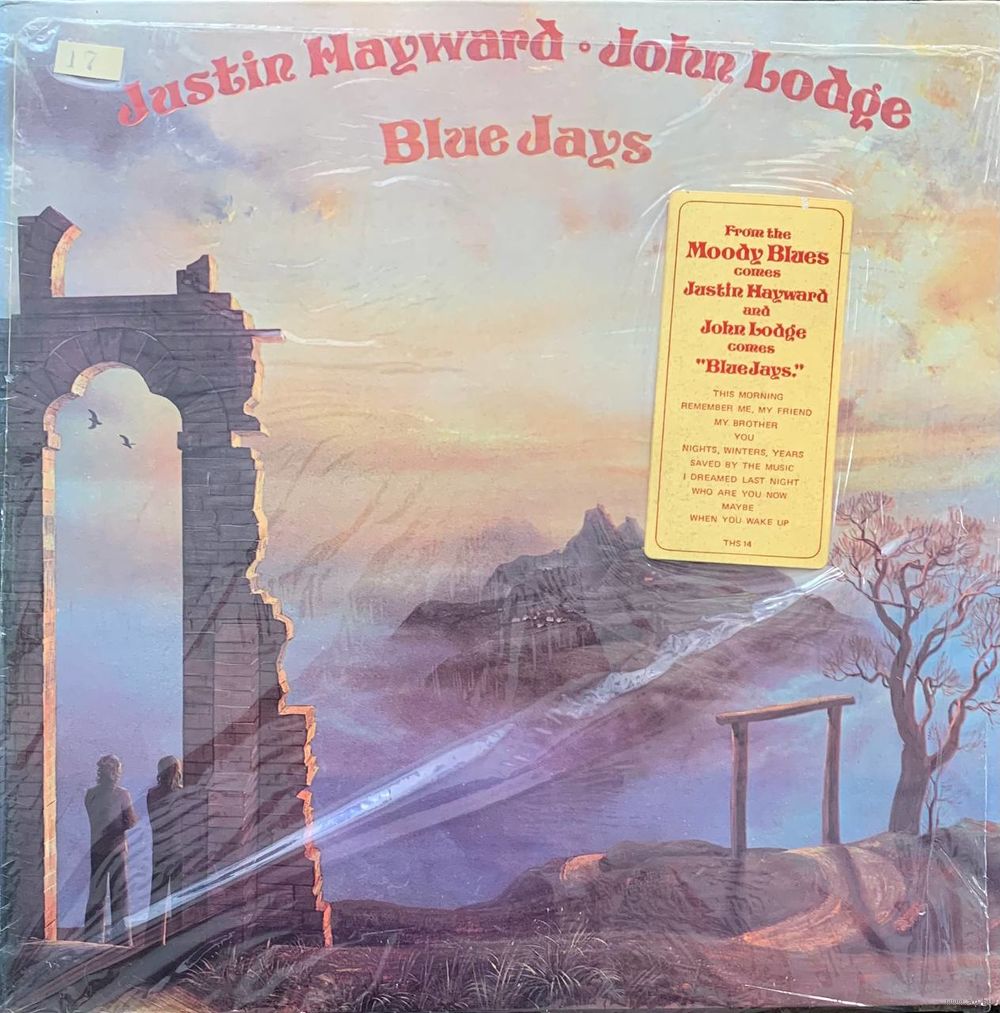 17
Justin Hayward • John Lodge
Blue Jays
From the
Moody Blues
comes
Justin Hayward
and
John Lodge
comes
"BlueJays."
THIS MORNING
REMEMBER ME, MY FRIEND
MY BROTHER
YOU
NIGHTS, WINTERS, YEARS
SAVED BY THE MUSIC
I DREAMED LAST NIGHT
WHO ARE YOU NOW
MAYBE
WHEN YOU WAKE UP
THS 14